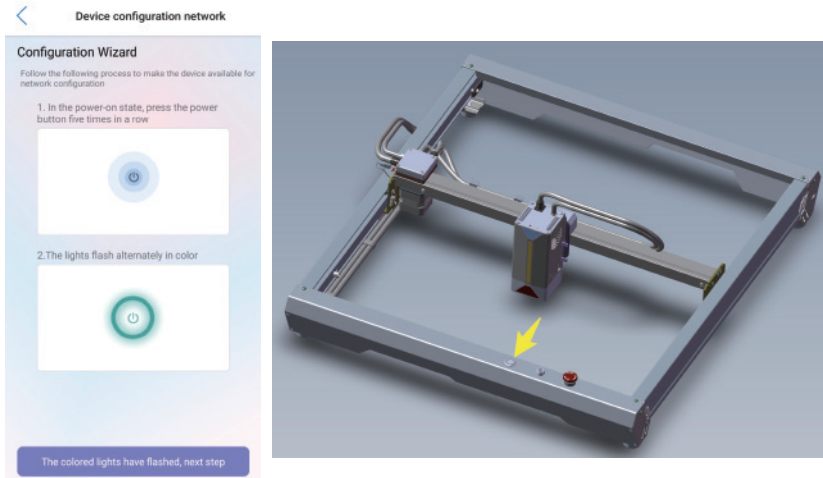 Device configuration network
Configuration Wizard
Follow the following process to make the device available for
network configuration
1. In the power-on state, press the power
button five times in a row
2.The lights flash alternately in color
The colored lights have flashed, next step